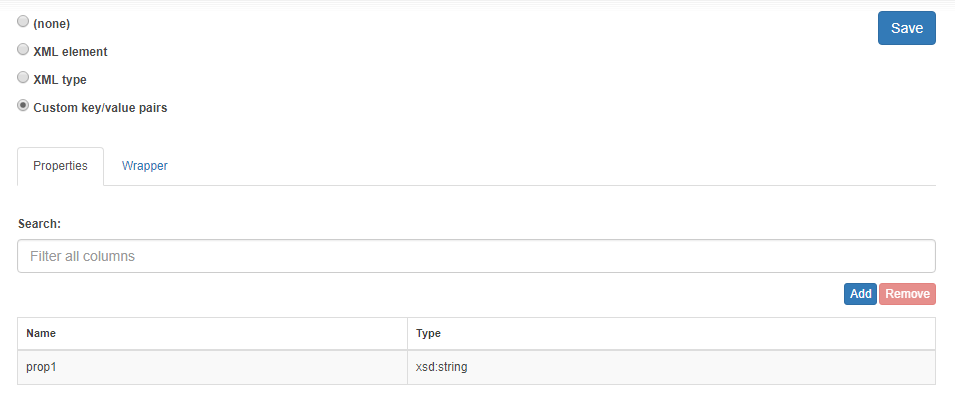 (none)
Save
XML element
XML type
Custom key/value pairs
Properties Wrapper
Search:
Filter all columns
Add Remove
Name Type
prop1 xsd:string